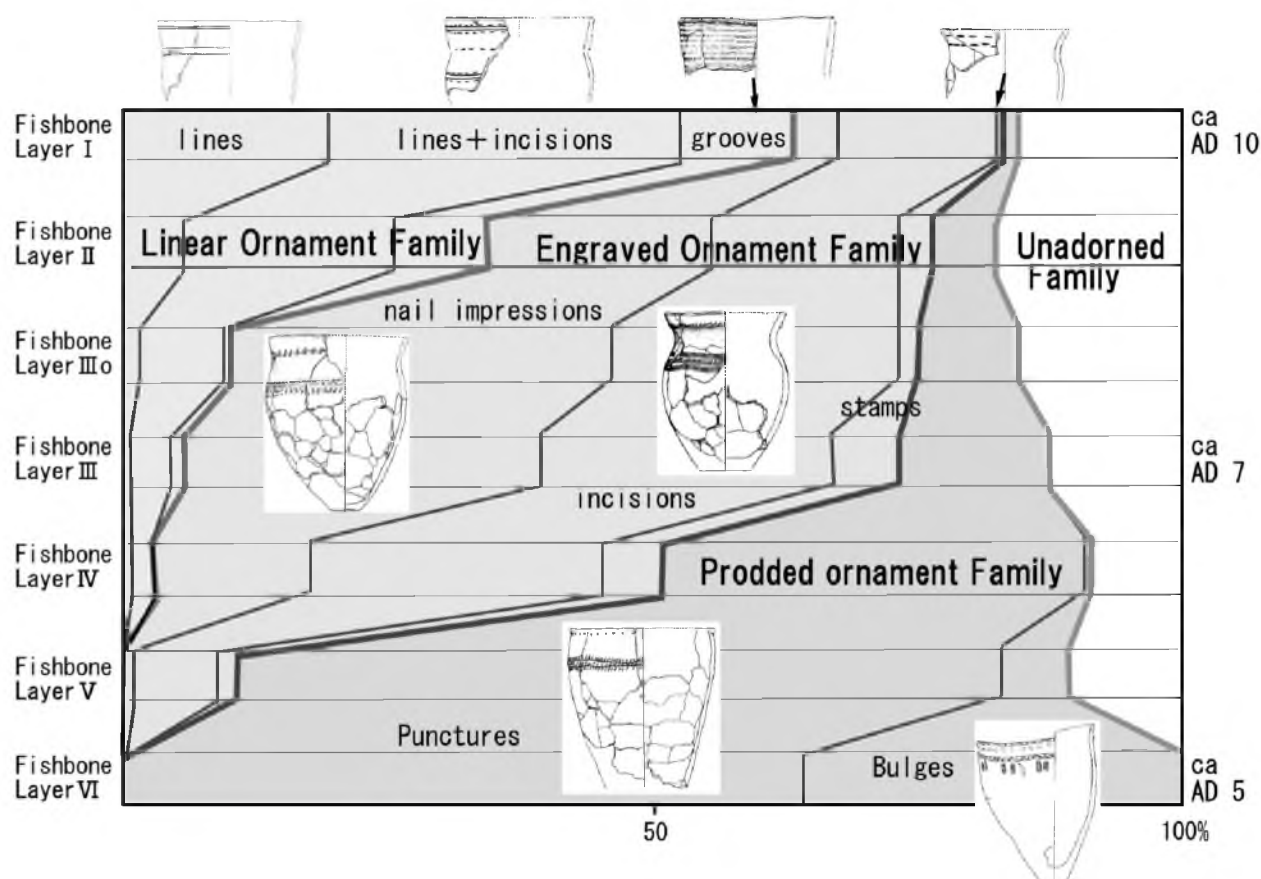 Fishbone
Layer Ⅰ
lines
lines+incisions
grooves
ca
AD 10
Fishbone
Layer Ⅱ
Linear Ornament Family
Engraved Ornament Family
Unadorned
Family
nail impressions
Fishbone
Layer Ⅲo
stamps
Fishbone
Layer Ⅲ
ca
AD 7
incisions
Fishbone
Layer Ⅳ
Prodded ornament Family
Fishbone
Layer Ⅴ
Punctures
Bulges
Fishbone
Layer Ⅵ
ca
AD 5
50
100%